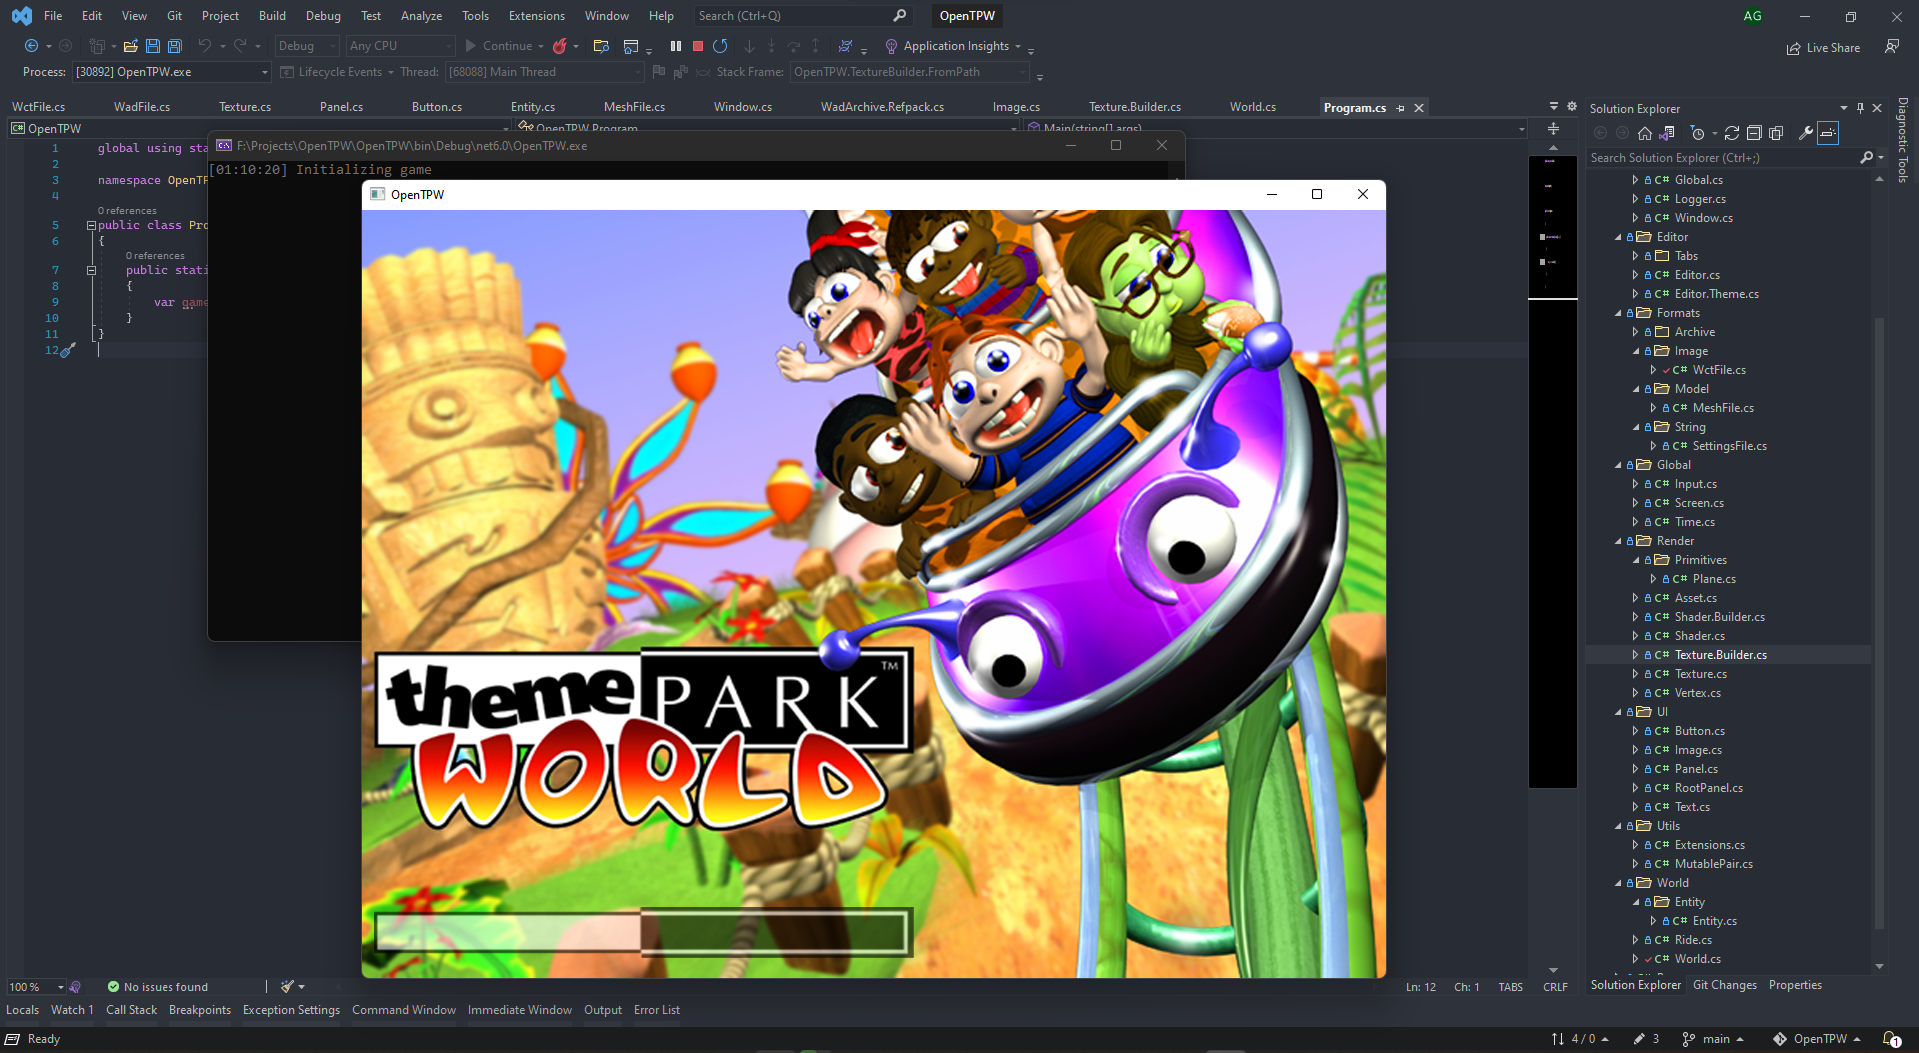 File Edit View Git Project Build Debug Test Analyze Tools Extensions Window Help Search (Ctrl+Q) OpenTPW AG
Debug Any CPU Continue Application Insights Live Share
Process: [30892] OpenTPW.exe Lifecycle Events Thread: [68088] Main Thread Stack Frame: OpenTPW.TextureBuilder.FromPath
WctFile.cs WadFile.cs Texture.cs Panel.cs Button.cs Entity.cs MeshFile.cs Window.cs WadArchive.Refpack.cs Image.cs Texture.Builder.cs World.cs Program.cs
OpenTPW OpenTPW.Program Main(string[] args)
1 global using sta
2
3 namespace OpenTP
4
0 references
5 public class Pro
6 {
0 references
7 public stati
8 {
9 var game
10 }
11 }
12
F:\Projects\OpenTPW\OpenTPW\bin\Debug\net6.0\OpenTPW.exe
[01:10:20] Initializing game
OpenTPW
theme PARK ™
WORLD
Solution Explorer
Search Solution Explorer (Ctrl+;)
C# Global.cs
C# Logger.cs
C# Window.cs
Editor
Tabs
C# Editor.cs
C# Editor.Theme.cs
Formats
Archive
Image
C# WctFile.cs
Model
C# MeshFile.cs
String
C# SettingsFile.cs
Global
C# Input.cs
C# Screen.cs
C# Time.cs
Render
Primitives
C# Plane.cs
C# Asset.cs
C# Shader.Builder.cs
C# Shader.cs
C# Texture.Builder.cs
C# Texture.cs
C# Vertex.cs
UI
C# Button.cs
C# Image.cs
C# Panel.cs
C# RootPanel.cs
C# Text.cs
Utils
C# Extensions.cs
C# MutablePair.cs
World
Entity
C# Entity.cs
C# Ride.cs
C# World.cs
Solution Explorer Git Changes Properties
Diagnostic Tools
100 % No issues found Ln: 12 Ch: 1 TABS CRLF
Locals Watch 1 Call Stack Breakpoints Exception Settings Command Window Immediate Window Output Error List
Ready 4 / 0 3 main OpenTPW 1